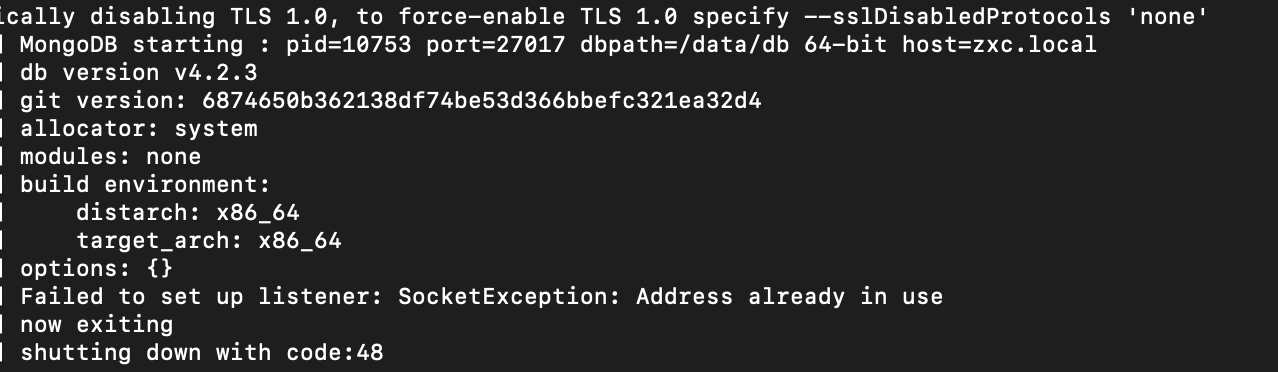 ically disabling TLS 1.0, to force-enable TLS 1.0 specify --sslDisabledProtocols 'none'
MongoDB starting : pid=10753 port=27017 dbpath=/data/db 64-bit host=zxc.local
db version v4.2.3
git version: 6874650b362138df74be53d366bbefc321ea32d4
allocator: system
modules: none
build environment:
    distarch: x86_64
    target_arch: x86_64
options: {}
Failed to set up listener: SocketException: Address already in use
now exiting
shutting down with code:48